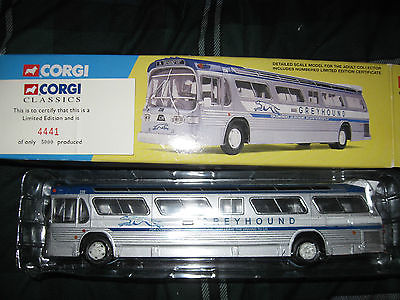 CORGI
CORGI
CLASSICS
This is to certify that this is a
Limited Edition and is
4441
of only 5000 produced
DETAILED SCALE MODEL FOR THE ADULT COLLECTOR
INCLUDES NUMBERED LIMITED EDITION CERTIFICATE
GREYHOUND
GREYHOUND